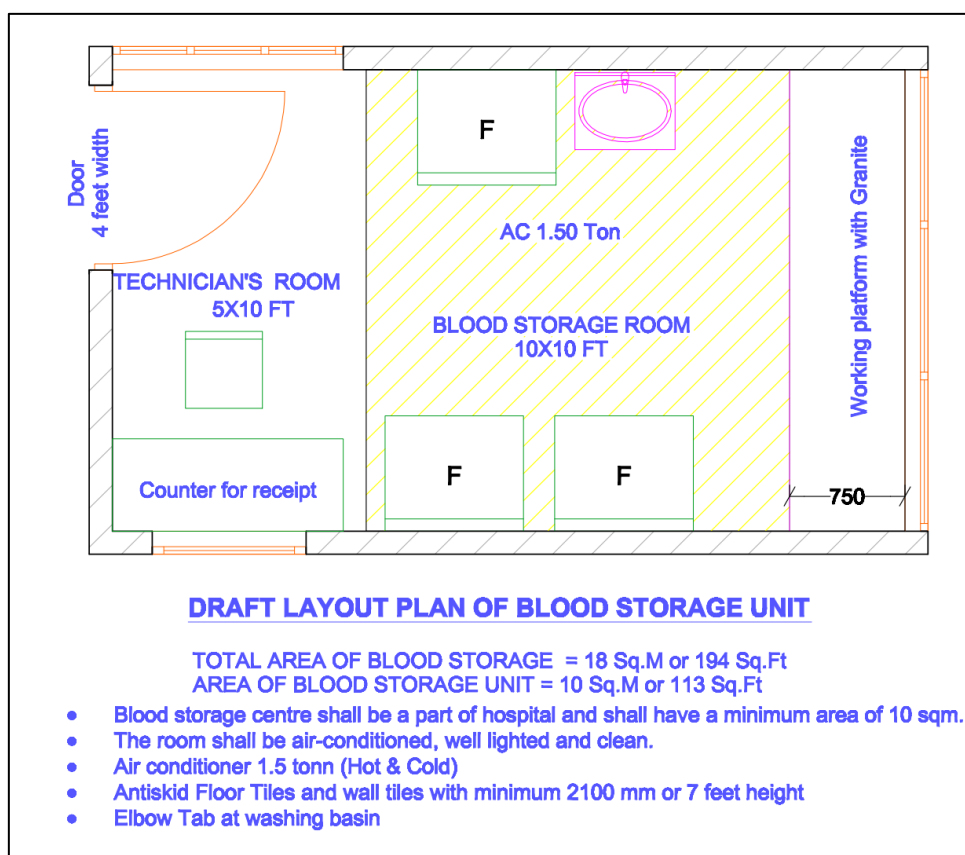 F
Door
4 feet width
AC 1.50 Ton
Working platform with Granite
TECHNICIAN'S ROOM
5X10 FT
BLOOD STORAGE ROOM
10X10 FT
Counter for receipt
F
F
750
DRAFT LAYOUT PLAN OF BLOOD STORAGE UNIT
TOTAL AREA OF BLOOD STORAGE = 18 Sq.M or 194 Sq.Ft
AREA OF BLOOD STORAGE UNIT = 10 Sq.M or 113 Sq.Ft
• Blood storage centre shall be a part of hospital and shall have a minimum area of 10 sqm.
• The room shall be air-conditioned, well lighted and clean.
• Air conditioner 1.5 tonn (Hot & Cold)
• Antiskid Floor Tiles and wall tiles with minimum 2100 mm or 7 feet height
• Elbow Tab at washing basin